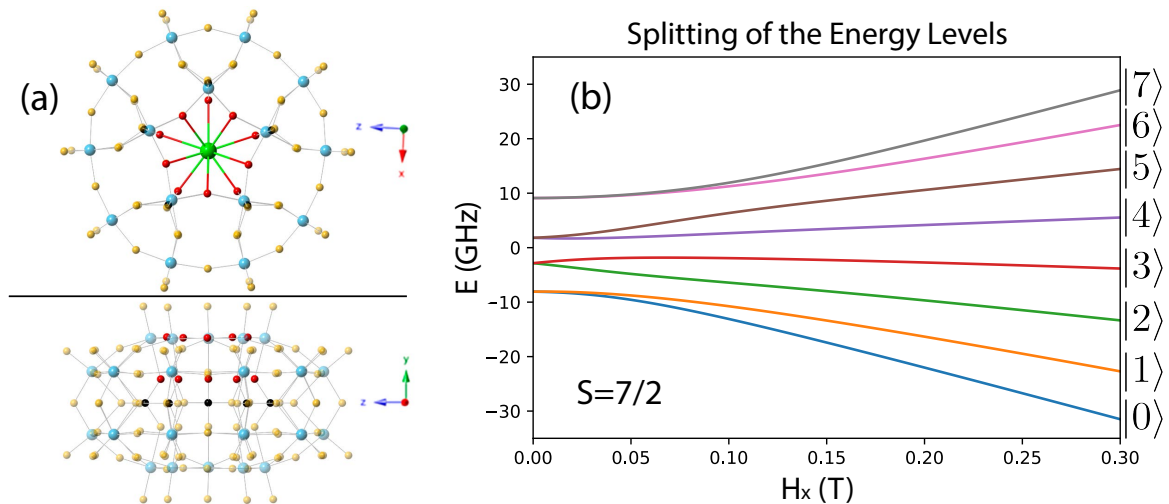 (a)
z
x
y
z
Splitting of the Energy Levels
(b)
E (GHz)
30
20
10
0
−10
−20
−30
S=7/2
0.00 0.05 0.10 0.15 0.20 0.25 0.30
Hₓ (T)
|7⟩
|6⟩
|5⟩
|4⟩
|3⟩
|2⟩
|1⟩
|0⟩